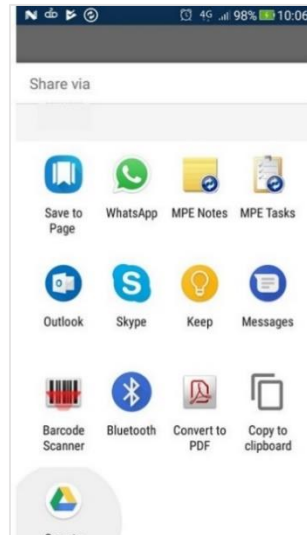 4G 98% 10:06
Share via
Save to
Page
WhatsApp
MPE Notes
MPE Tasks
Outlook
Skype
Keep
Messages
Barcode
Scanner
Bluetooth
Convert to
PDF
Copy to
clipboard